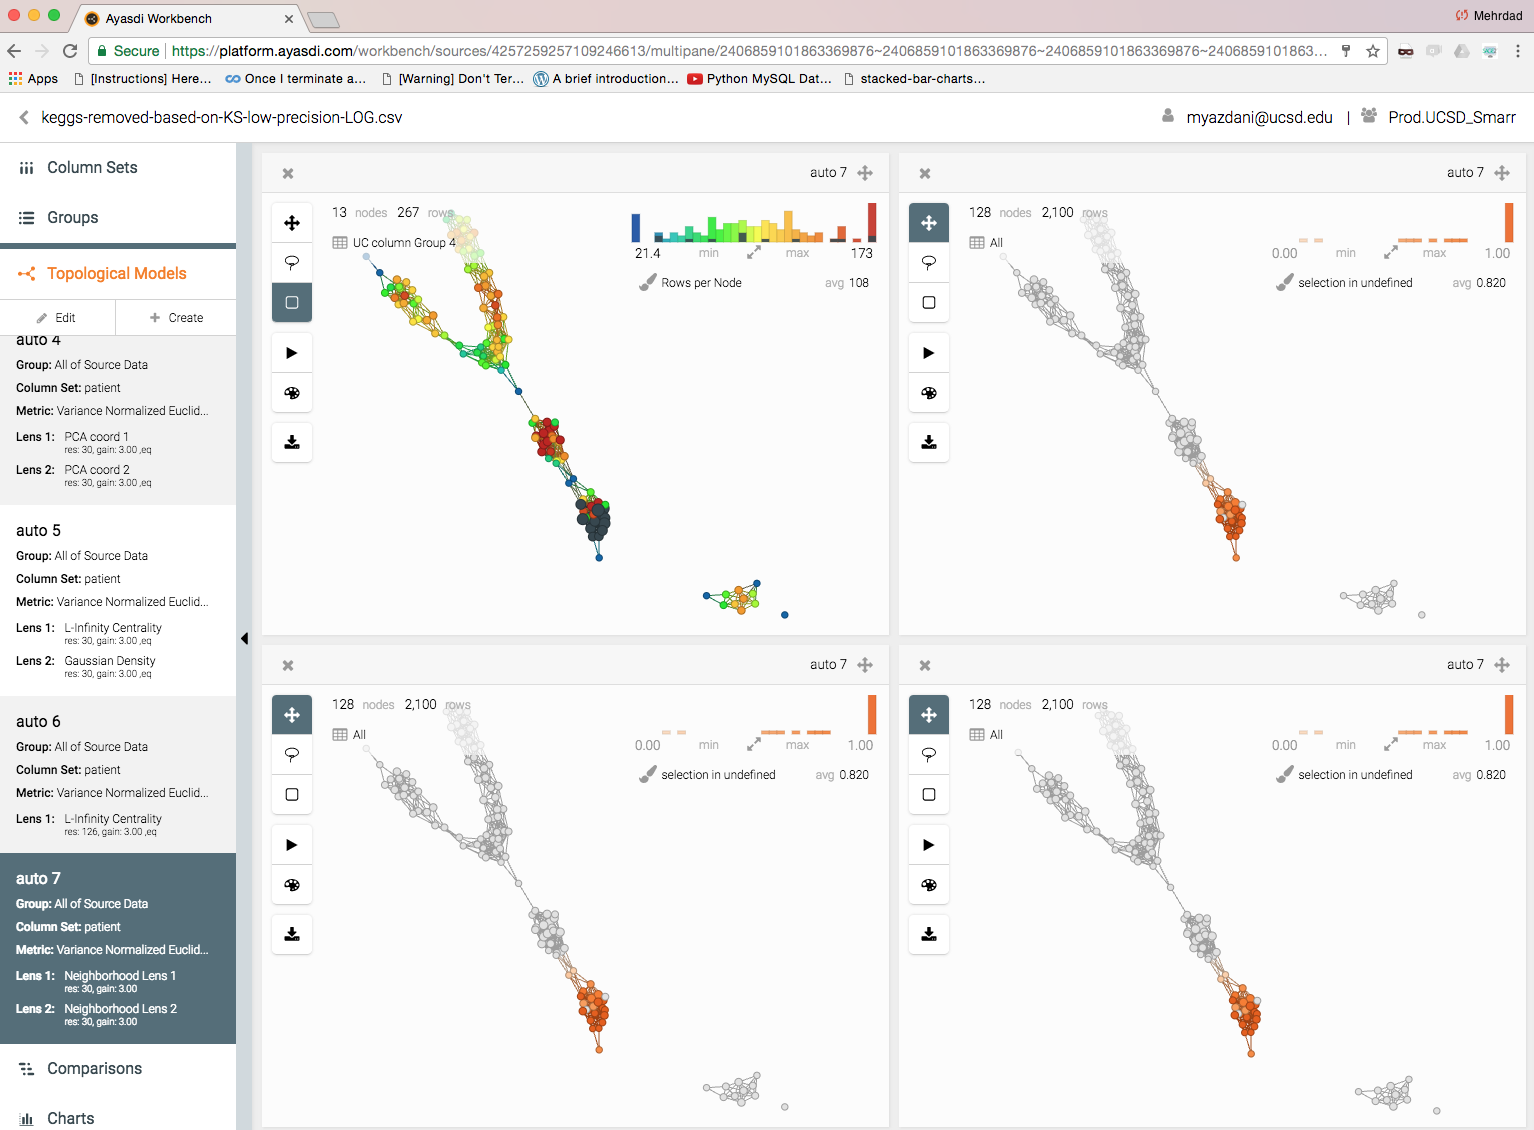 Ayasdi Workbench
Mehrdad
Secure https://platform.ayasdi.com/workbench/sources/4257259257109246613/multipane/2406859101863369876~2406859101863369876~2406859101863369876~2406859101863...
Apps [Instructions] Here... Once I terminate a... [Warning] Don't Ter... A brief introduction... Python MySQL Dat... stacked-bar-charts...
keggs-removed-based-on-KS-low-precision-LOG.csv
myazdani@ucsd.edu | Prod.UCSD_Smarr
Column Sets
Groups
Topological Models
Edit Create
auto 4
Group: All of Source Data
Column Set: patient
Metric: Variance Normalized Euclid...
Lens 1: PCA coord 1
res: 30, gain: 3.00 ,eq
Lens 2: PCA coord 2
res: 30, gain: 3.00 ,eq
auto 5
Group: All of Source Data
Column Set: patient
Metric: Variance Normalized Euclid...
Lens 1: L-Infinity Centrality
res: 30, gain: 3.00 ,eq
Lens 2: Gaussian Density
res: 30, gain: 3.00 ,eq
auto 6
Group: All of Source Data
Column Set: patient
Metric: Variance Normalized Euclid...
Lens 1: L-Infinity Centrality
res: 126, gain: 3.00 ,eq
auto 7
Group: All of Source Data
Column Set: patient
Metric: Variance Normalized Euclid...
Lens 1: Neighborhood Lens 1
res: 30, gain: 3.00
Lens 2: Neighborhood Lens 2
res: 30, gain: 3.00
Comparisons
Charts
auto 7
13 nodes 267 rows
UC column Group 4
21.4 min max 173
Rows per Node avg 108
auto 7
128 nodes 2,100 rows
All
0.00 min max 1.00
selection in undefined avg 0.820
auto 7
128 nodes 2,100 rows
All
0.00 min max 1.00
selection in undefined avg 0.820
auto 7
128 nodes 2,100 rows
All
0.00 min max 1.00
selection in undefined avg 0.820